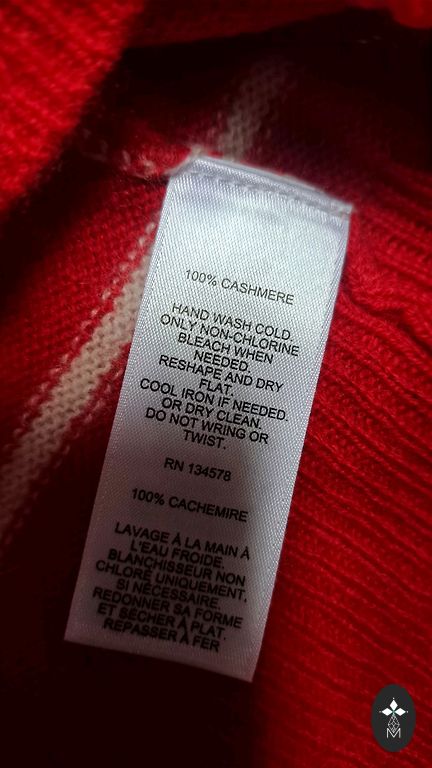 100% CASHMERE
HAND WASH COLD.
ONLY NON-CHLORINE
BLEACH WHEN
NEEDED.
RESHAPE AND DRY
FLAT.
COOL IRON IF NEEDED.
OR DRY CLEAN.
DO NOT WRING OR
TWIST.
RN 134578
100% CACHEMIRE
LAVAGE À LA MAIN À
L'EAU FROIDE.
BLANCHISSEUR NON
CHLORÉ UNIQUEMENT,
SI NÉCESSAIRE.
REDONNER SA FORME
ET SÉCHER À PLAT.
REPASSER À FER
M